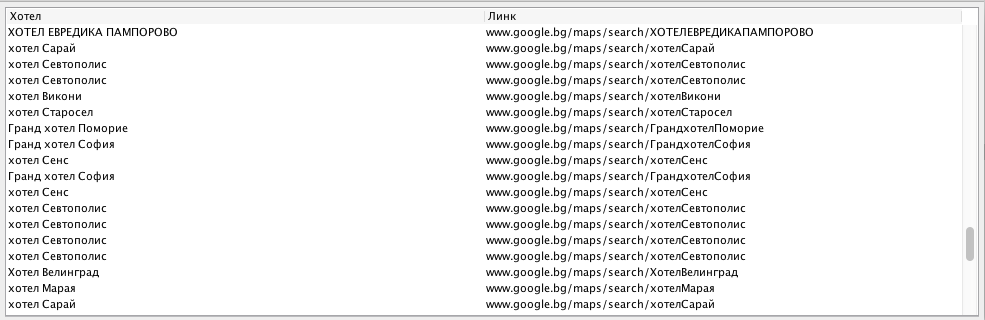 Хотел Линк
ХОТЕЛ ЕВРЕДИКА ПАМПОРОВО www.google.bg/maps/search/ХОТЕЛЕВРЕДИКАПАМПОРОВО
хотел Сарай www.google.bg/maps/search/хотелСарай
хотел Севтополис www.google.bg/maps/search/хотелСевтополис
хотел Севтополис www.google.bg/maps/search/хотелСевтополис
хотел Викони www.google.bg/maps/search/хотелВикони
хотел Старосел www.google.bg/maps/search/хотелСтаросел
Гранд хотел Поморие www.google.bg/maps/search/ГрандхотелПоморие
Гранд хотел София www.google.bg/maps/search/ГрандхотелСофия
хотел Сенс www.google.bg/maps/search/хотелСенс
Гранд хотел София www.google.bg/maps/search/ГрандхотелСофия
хотел Сенс www.google.bg/maps/search/хотелСенс
хотел Севтополис www.google.bg/maps/search/хотелСевтополис
хотел Севтополис www.google.bg/maps/search/хотелСевтополис
хотел Севтополис www.google.bg/maps/search/хотелСевтополис
хотел Севтополис www.google.bg/maps/search/хотелСевтополис
Хотел Велинград www.google.bg/maps/search/ХотелВелинград
хотел Марая www.google.bg/maps/search/хотелМарая
хотел Сарай www.google.bg/maps/search/хотелСарай